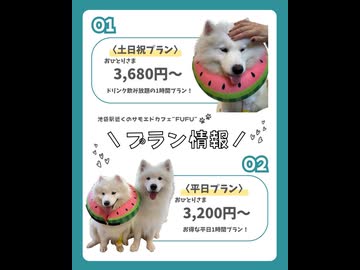 01
〈土日祝プラン〉
おひとりさま
3,680円〜
ドリンク飲み放題の1時間プラン！
池袋駅近くのサモエドカフェ"FUFU"
＼プラン情報／
02
〈平日プラン〉
おひとりさま
3,200円〜
お得な平日1時間プラン！